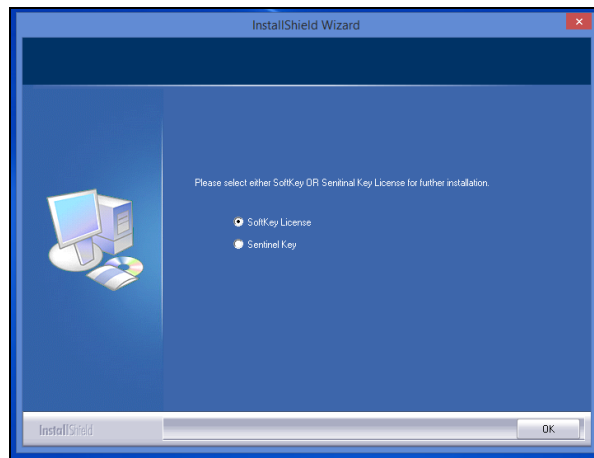 InstallShield Wizard
Please select either SoftKey OR Senitinal Key License for further installation.
SoftKey License
Sentinel Key
InstallShield
OK